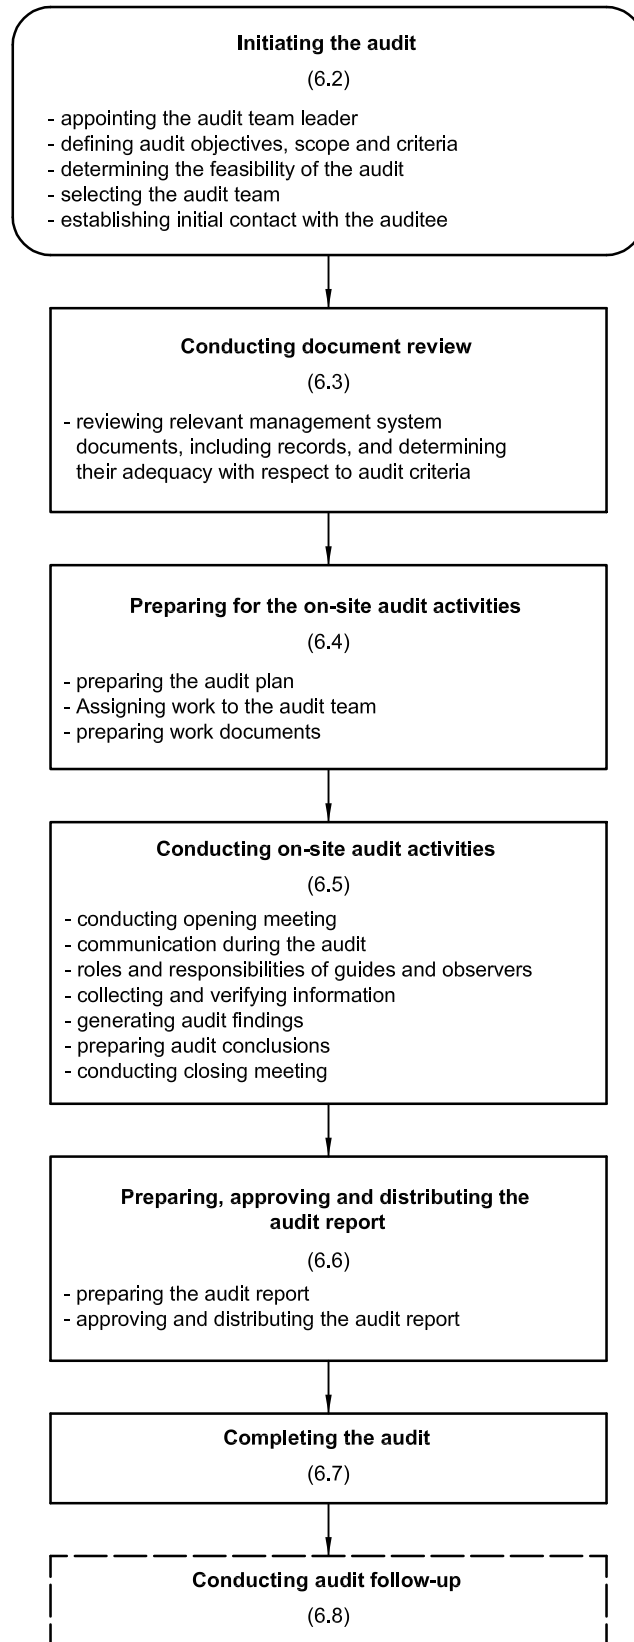 Initiating the audit
(6.2)
- appointing the audit team leader
- defining audit objectives, scope and criteria
- determining the feasibility of the audit
- selecting the audit team
- establishing initial contact with the auditee
Conducting document review
(6.3)
- reviewing relevant management system
documents, including records, and determining
their adequacy with respect to audit criteria
Preparing for the on-site audit activities
(6.4)
- preparing the audit plan
- Assigning work to the audit team
- preparing work documents
Conducting on-site audit activities
(6.5)
- conducting opening meeting
- communication during the audit
- roles and responsibilities of guides and observers
- collecting and verifying information
- generating audit findings
- preparing audit conclusions
- conducting closing meeting
Preparing, approving and distributing the
audit report
(6.6)
- preparing the audit report
- approving and distributing the audit report
Completing the audit
(6.7)
Conducting audit follow-up
(6.8)